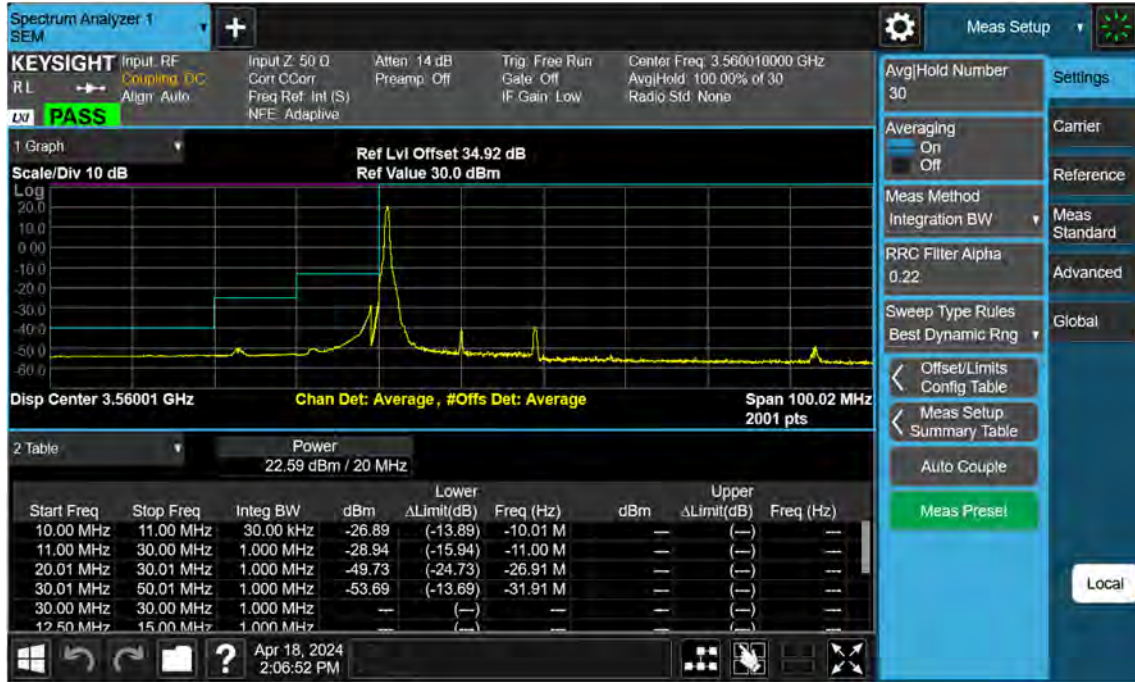 Spectrum Analyzer 1
SEM
+
Meas Setup
KEYSIGHT
RL
LXI
PASS
Input: RF
Coupling: DC
Align: Auto
Input Z: 50 Ω
Corr CCorr
Freq Ref: Int (S)
NFE: Adaptive
Atten: 14 dB
Preamp: Off
Trig: Free Run
Gate: Off
IF Gain: Low
Center Freq: 3.560010000 GHz
Avg|Hold: 100.00% of 30
Radio Std: None
1 Graph
Scale/Div 10 dB
Ref Lvl Offset 34.92 dB
Ref Value 30.0 dBm
Log
20.0
10.0
0.00
-10.0
-20.0
-30.0
-40.0
-50.0
-60.0
Disp Center 3.56001 GHz
Chan Det: Average, #Offs Det: Average
Span 100.02 MHz
2001 pts
2 Table
Power
22.59 dBm / 20 MHz
Lower Upper
Start Freq Stop Freq Integ BW dBm ΔLimit(dB) Freq (Hz) dBm ΔLimit(dB) Freq (Hz)
10.00 MHz 11.00 MHz 30.00 kHz -26.89 (-13.89) -10.01 M --- (---) ---
11.00 MHz 30.00 MHz 1.000 MHz -28.94 (-15.94) -11.00 M --- (---) ---
20.01 MHz 30.01 MHz 1.000 MHz -49.73 (-24.73) -26.91 M --- (---) ---
30.01 MHz 50.01 MHz 1.000 MHz -53.69 (-13.69) -31.91 M --- (---) ---
30.00 MHz 30.00 MHz 1.000 MHz --- (---) --- --- (---) ---
12.50 MHz 15.00 MHz 1.000 MHz --- (---) --- --- (---) ---
?
Apr 18, 2024
2:06:52 PM
Avg|Hold Number
30
Averaging
On
Off
Meas Method
Integration BW
RRC Filter Alpha
0.22
Sweep Type Rules
Best Dynamic Rng
Offset/Limits
Config Table
Meas Setup
Summary Table
Auto Couple
Meas Preset
Settings
Carrier
Reference
Meas
Standard
Advanced
Global
Local